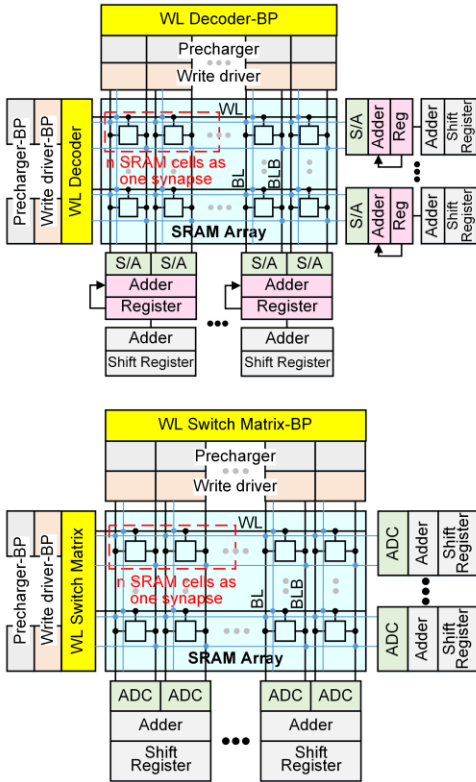 WL Decoder-BP
Precharger
Write driver
Precharger-BP
Write driver-BP
WL Decoder
WL
n SRAM cells as
one synapse
BL
BLB
SRAM Array
S/A
Adder
Reg
Adder
Shift
Register
S/A
Adder
Reg
Adder
Shift
Register
S/A S/A
Adder
Register
Adder
Shift Register
S/A S/A
Adder
Register
Adder
Shift Register
WL Switch Matrix-BP
Precharger
Write driver
Precharger-BP
Write driver-BP
WL Switch Matrix
WL
n SRAM cells as
one synapse
BL
BLB
SRAM Array
ADC
Adder
Shift
Register
ADC
Adder
Shift
Register
ADC ADC
Adder
Shift
Register
ADC ADC
Adder
Shift
Register